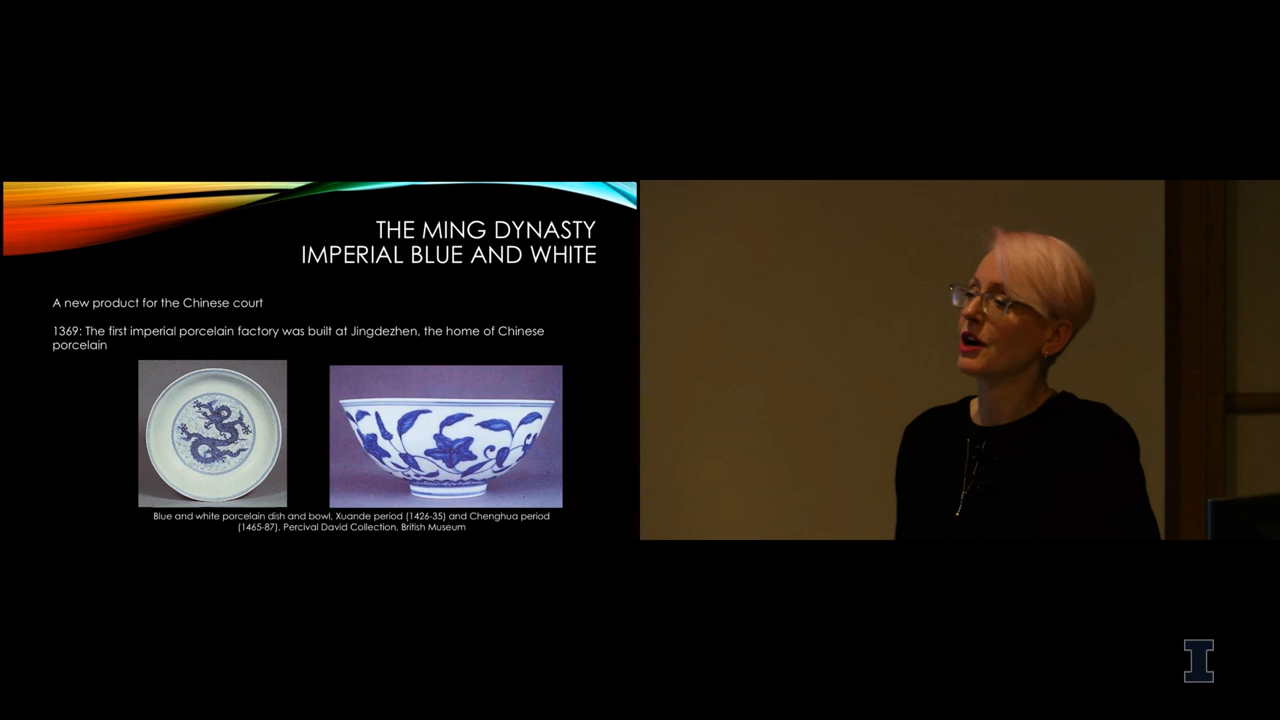 THE MING DYNASTY
IMPERIAL BLUE AND WHITE
A new product for the Chinese court
1369: The first imperial porcelain factory was built at Jingdezhen, the home of Chinese
porcelain
Blue and white porcelain dish and bowl, Xuande period (1426-35) and Chenghua period
(1465-87), Percival David Collection, British Museum
I